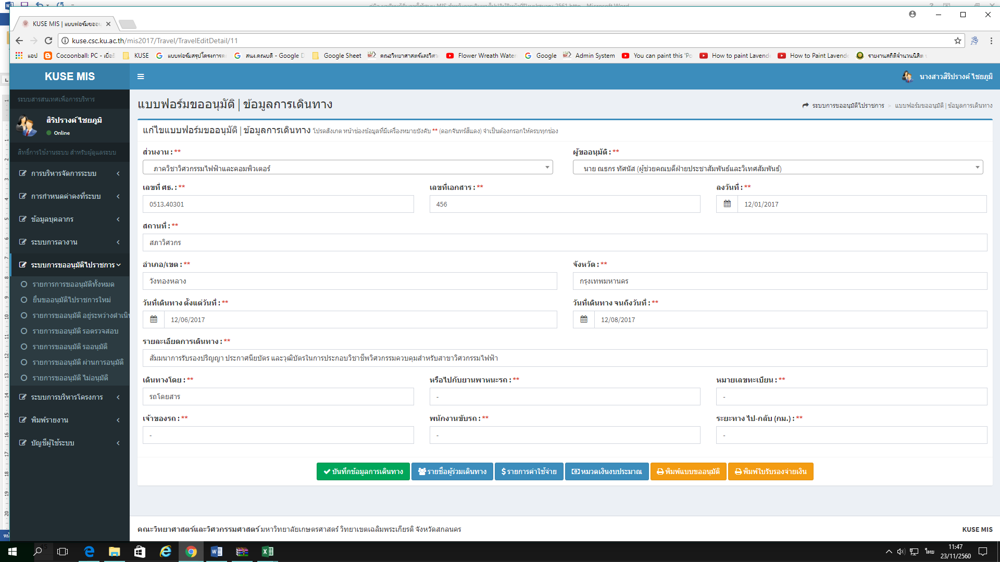 KUSE MIS | แบบฟอร์มขออน
kuse.csc.ku.ac.th/mis2017/Travel/TravelEditDetail/11
แอป Cocoonball: PC - KUSE แบบฟอร์มสรุปโครงการ สนง.คณบดี - Google Google Sheet คณะวิทยาศาสตร์และวิศว Flower Wreath Water Google Admin System You can paint this 'Po How to paint Lavend How to Paint Lavend รายงานสถิติจำนวนนิสิต
KUSE MIS
นางสาวสิริปรางค์ ไชยภูมิ
ระบบสารสนเทศเพื่อการบริหาร
สิริปรางค์ ไชยภูมิ
Online
สิทธิ์การใช้งานระบบ สำหรับผู้ดูแลระบบ
การบริหารจัดการระบบ
การกำหนดค่าคงที่ระบบ
ข้อมูลบุคลากร
ระบบการลางาน
ระบบการขออนุมัติไปราชการ
รายการการขออนุมัติทั้งหมด
ยื่นขออนุมัติไปราชการใหม่
รายการขออนุมัติ อยู่ระหว่างดำเนิ
รายการขออนุมัติ รอตรวจสอบ
รายการขออนุมัติ รออนุมัติ
รายการขออนุมัติ ผ่านการอนุมัติ
รายการขออนุมัติ ไม่อนุมัติ
ระบบการบริหารโครงการ
พิมพ์รายงาน
บัญชีผู้ใช้ระบบ
แบบฟอร์มขออนุมัติ | ข้อมูลการเดินทาง
ระบบการขออนุมัติไปราชการ > แบบฟอร์มขออนุมัติ | ข้อมูลการเดินทาง
แก้ไขแบบฟอร์มขออนุมัติ | ข้อมูลการเดินทาง โปรดสังเกต หน้าช่องข้อมูลที่มีเครื่องหมายบังคับ ** (ดอกจันทร์สีแดง) จำเป็นต้องกรอกให้ครบทุกช่อง
ส่วนงาน : ** ผู้ขออนุมัติ : **
ภาควิชาวิศวกรรมไฟฟ้าและคอมพิวเตอร์ นาย ณธกร ทัศนัส (ผู้ช่วยคณบดีฝ่ายประชาสัมพันธ์และวิเทศสัมพันธ์)
เลขที่ ศธ. : ** เลขที่เอกสาร : ** ลงวันที่ : **
0513.40301 456 12/01/2017
สถานที่ : **
สภาวิศวกร
อำเภอ/เขต : ** จังหวัด : **
วังทองหลาง กรุงเทพมหานคร
วันที่เดินทาง ตั้งแต่วันที่ : ** วันที่เดินทาง จนถึงวันที่ : **
12/06/2017 12/08/2017
รายละเอียดการเดินทาง : **
สัมมนาการรับรองปริญญา ประกาศนียบัตร และวุฒิบัตรในการประกอบวิชาชีพวิศวกรรมควบคุมสำหรับสาขาวิศวกรรมไฟฟ้า
เดินทางโดย : ** หรือไปกับยานพาหนะรถ : ** หมายเลขทะเบียน : **
รถโดยสาร - -
เจ้าของรถ : ** พนักงานขับรถ : ** ระยะทาง ไป-กลับ (กม.) : **
- - -
บันทึกข้อมูลการเดินทาง รายชื่อผู้ร่วมเดินทาง $ รายการค่าใช้จ่าย หมวดเงินงบประมาณ พิมพ์แบบขออนุมัติ พิมพ์ใบรับรองจ่ายเงิน
คณะวิทยาศาสตร์และวิศวกรรมศาสตร์ มหาวิทยาลัยเกษตรศาสตร์ วิทยาเขตเฉลิมพระเกียรติ จังหวัดสกลนคร
KUSE MIS
ไทย
11:47
23/11/2560